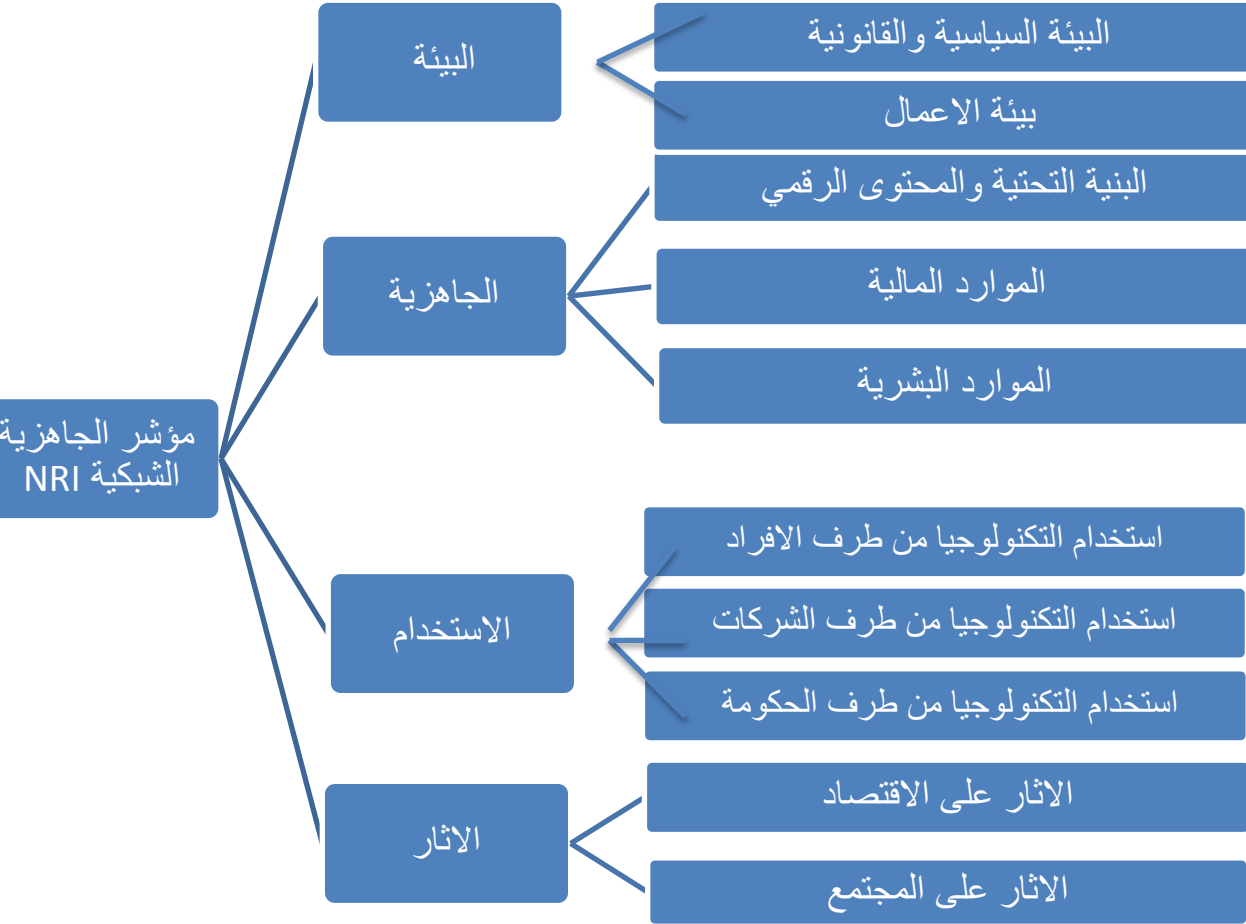 مؤشر الجاهزية
الشبكية NRI
البيئة
البيئة السياسية والقانونية
بيئة الاعمال
الجاهزية
البنية التحتية والمحتوى الرقمي
الموارد المالية
الموارد البشرية
الاستخدام
استخدام التكنولوجيا من طرف الافراد
استخدام التكنولوجيا من طرف الشركات
استخدام التكنولوجيا من طرف الحكومة
الاثار
الاثار على الاقتصاد
الاثار على المجتمع